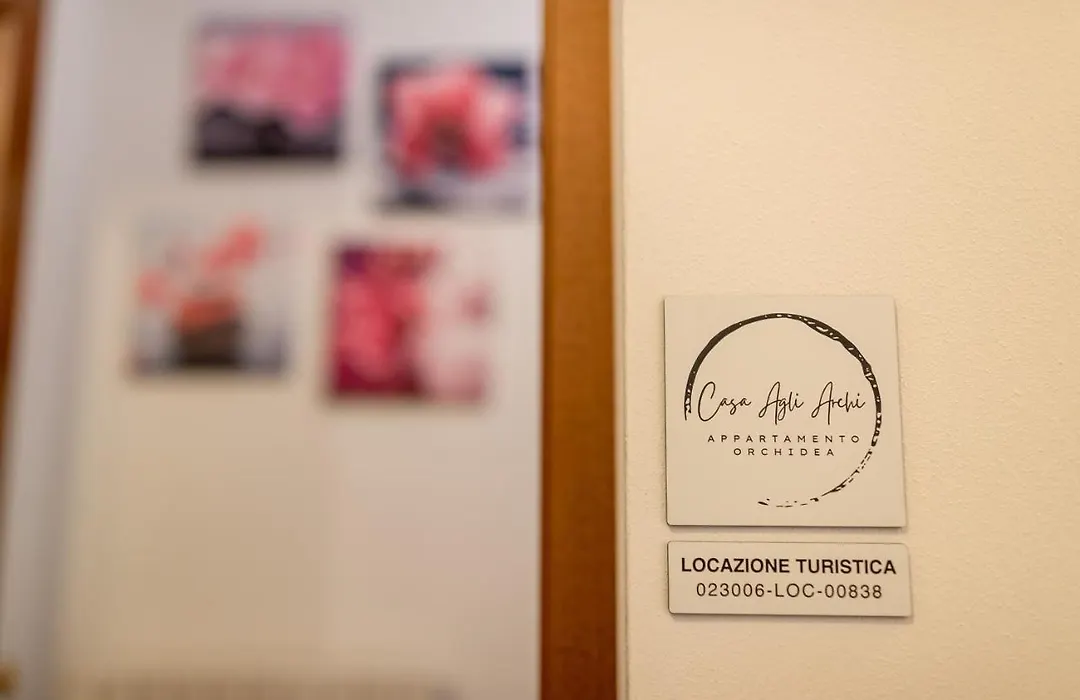 Casa Agli Archi
APPARTAMENTO
ORCHIDEA
LOCAZIONE TURISTICA
023006-LOC-00838